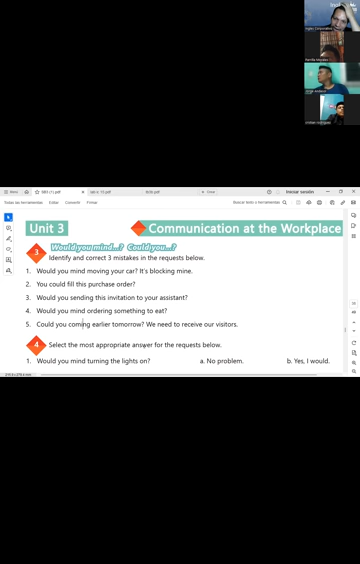 Menú
Crear
Iniciar sesión
Todas las herramientas Editar Convertir Firmar
Buscar texto o herramientas
Unit 3 Communication at the Workplace
3 Would you mind...? Could you...?
Identify and correct 3 mistakes in the requests below.
1. Would you mind moving your car? It's blocking mine.
2. You could fill this purchase order?
3. Would you sending this invitation to your assistant?
4. Would you mind ordering something to eat?
5. Could you coming earlier tomorrow? We need to receive our visitors.
4 Select the most appropriate answer for the requests below.
1. Would you mind turning the lights on? a. No problem. b. Yes, I would.